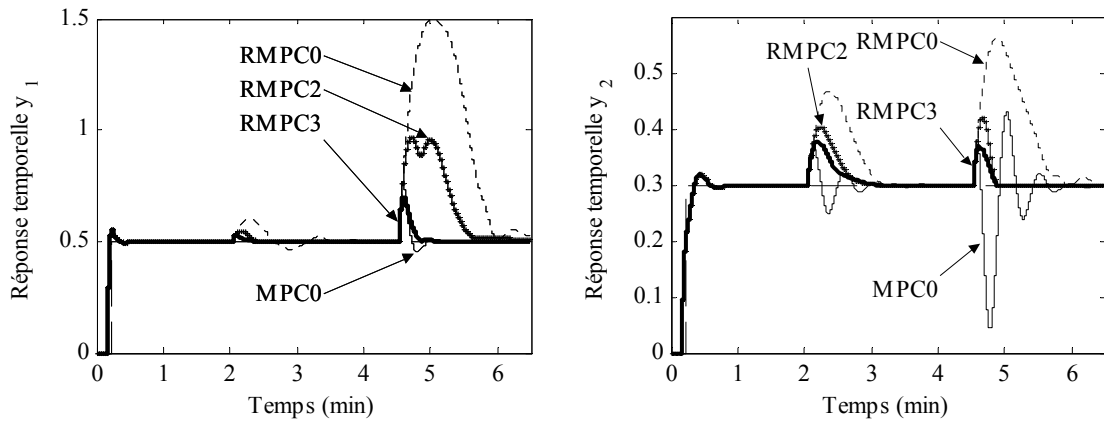 Réponse temporelle y 1
1.5
1
0.5
0
RMPC0
RMPC2
RMPC3
MPC0
0 1 2 3 4 5 6
Temps (min)
Réponse temporelle y 2
0.5
0.4
0.3
0.2
0.1
0
RMPC0
RMPC2
RMPC3
MPC0
0 1 2 3 4 5 6
Temps (min)